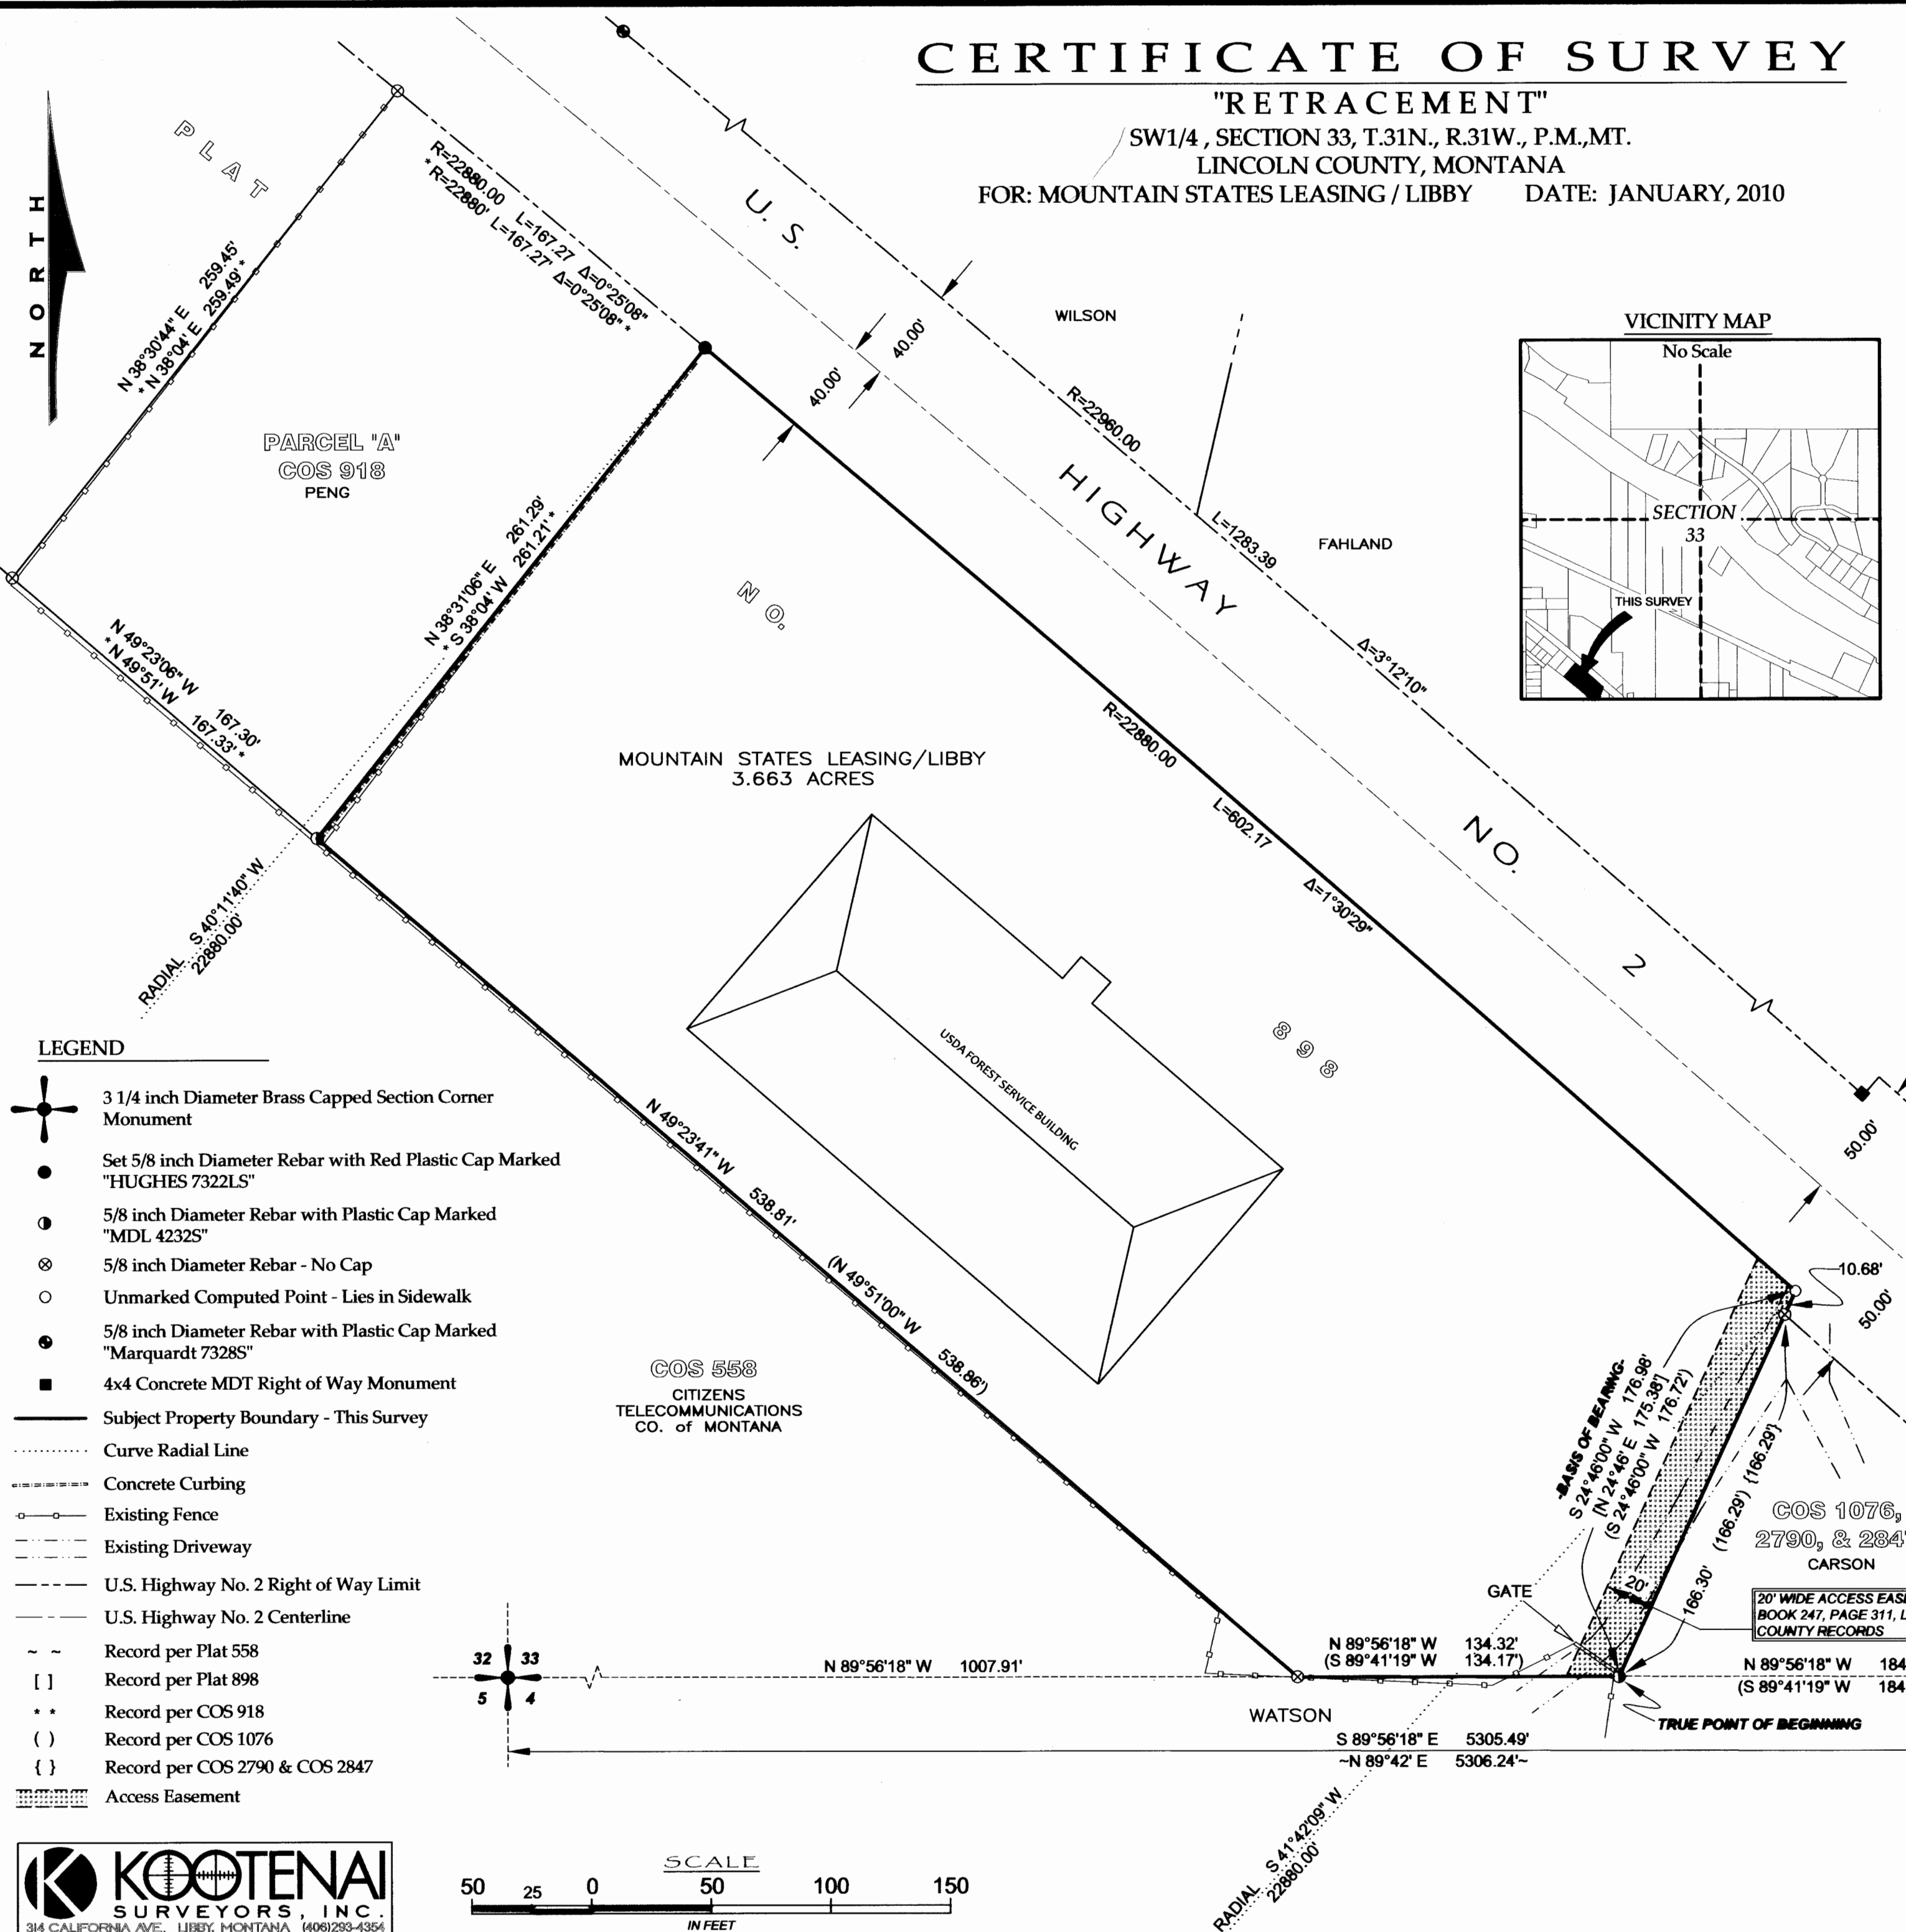 CERTIFICATE OF SURVEY
"RETRACEMENT"
SW1/4 , SECTION 33, T.31N., R.31W., P.M.,MT.
LINCOLN COUNTY, MONTANA
FOR: MOUNTAIN STATES LEASING / LIBBY DATE: JANUARY, 2010
NORTH
PLAT
NO.
898
U. S.
HIGHWAY
NO.
2
R=22880.00 L=167.27 Δ=0°25'08"
* R=22880' L=167.27' Δ=0°25'08" *
N 38°30'44" E 259.45'
* N 38°04' E 259.49' *
PARCEL "A"
COS 918
PENG
N 38°31'06" E 261.29'
* S 38°04' W 261.21' *
N 49°23'06" W 167.30'
* N 49°51' W 167.33' *
40.00'
40.00'
WILSON
FAHLAND
R=22960.00
L=1283.39
Δ=3°12'10"
VICINITY MAP
No Scale
SECTION
33
THIS SURVEY
MOUNTAIN STATES LEASING/LIBBY
3.663 ACRES
R=22880.00
L=602.17
Δ=1°30'29"
RADIAL S 40°11'40" W
22880.00'
USDA FOREST SERVICE BUILDING
N 49°23'41" W 538.81'
(N 49°51'00" W 538.86')
COS 558
CITIZENS
TELECOMMUNICATIONS
CO. of MONTANA
50.00'
10.68'
50.00'
-BASIS OF BEARING-
S 24°46'00" W 176.98'
[N 24°46' E 175.38']
(S 24°46'00" W 176.72')
166.30' (166.29') {166.29'}
COS 1076,
2790, & 284
CARSON
20'
20' WIDE ACCESS EAS
BOOK 247, PAGE 311, L
COUNTY RECORDS
GATE
N 89°56'18" W 134.32'
(S 89°41'19" W 134.17')
N 89°56'18" W 184
(S 89°41'19" W 184
TRUE POINT OF BEGINNING
WATSON
S 89°56'18" E 5305.49'
~N 89°42' E 5306.24'~
N 89°56'18" W 1007.91'
32 33
5 4
RADIAL S 41°42'09" W
22880.00'
LEGEND
3 1/4 inch Diameter Brass Capped Section Corner
Monument
Set 5/8 inch Diameter Rebar with Red Plastic Cap Marked
"HUGHES 7322LS"
5/8 inch Diameter Rebar with Plastic Cap Marked
"MDL 4232S"
5/8 inch Diameter Rebar - No Cap
Unmarked Computed Point - Lies in Sidewalk
5/8 inch Diameter Rebar with Plastic Cap Marked
"Marquardt 7328S"
4x4 Concrete MDT Right of Way Monument
Subject Property Boundary - This Survey
Curve Radial Line
Concrete Curbing
Existing Fence
Existing Driveway
U.S. Highway No. 2 Right of Way Limit
U.S. Highway No. 2 Centerline
~ ~ Record per Plat 558
[ ] Record per Plat 898
* * Record per COS 918
( ) Record per COS 1076
{ } Record per COS 2790 & COS 2847
Access Easement
K KOOTENAI
SURVEYORS, INC.
314 CALIFORNIA AVE., LIBBY, MONTANA (406)293-4354
SCALE
50 25 0 50 100 150
IN FEET